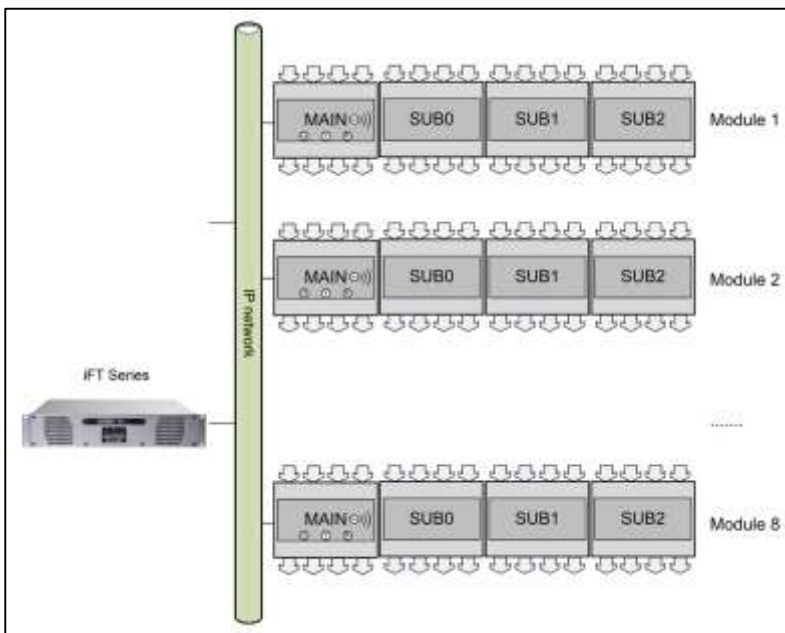 MAIN
SUB0
SUB1
SUB2
Module 1
MAIN
SUB0
SUB1
SUB2
Module 2
IP network
iFT Series
.......
MAIN
SUB0
SUB1
SUB2
Module 8